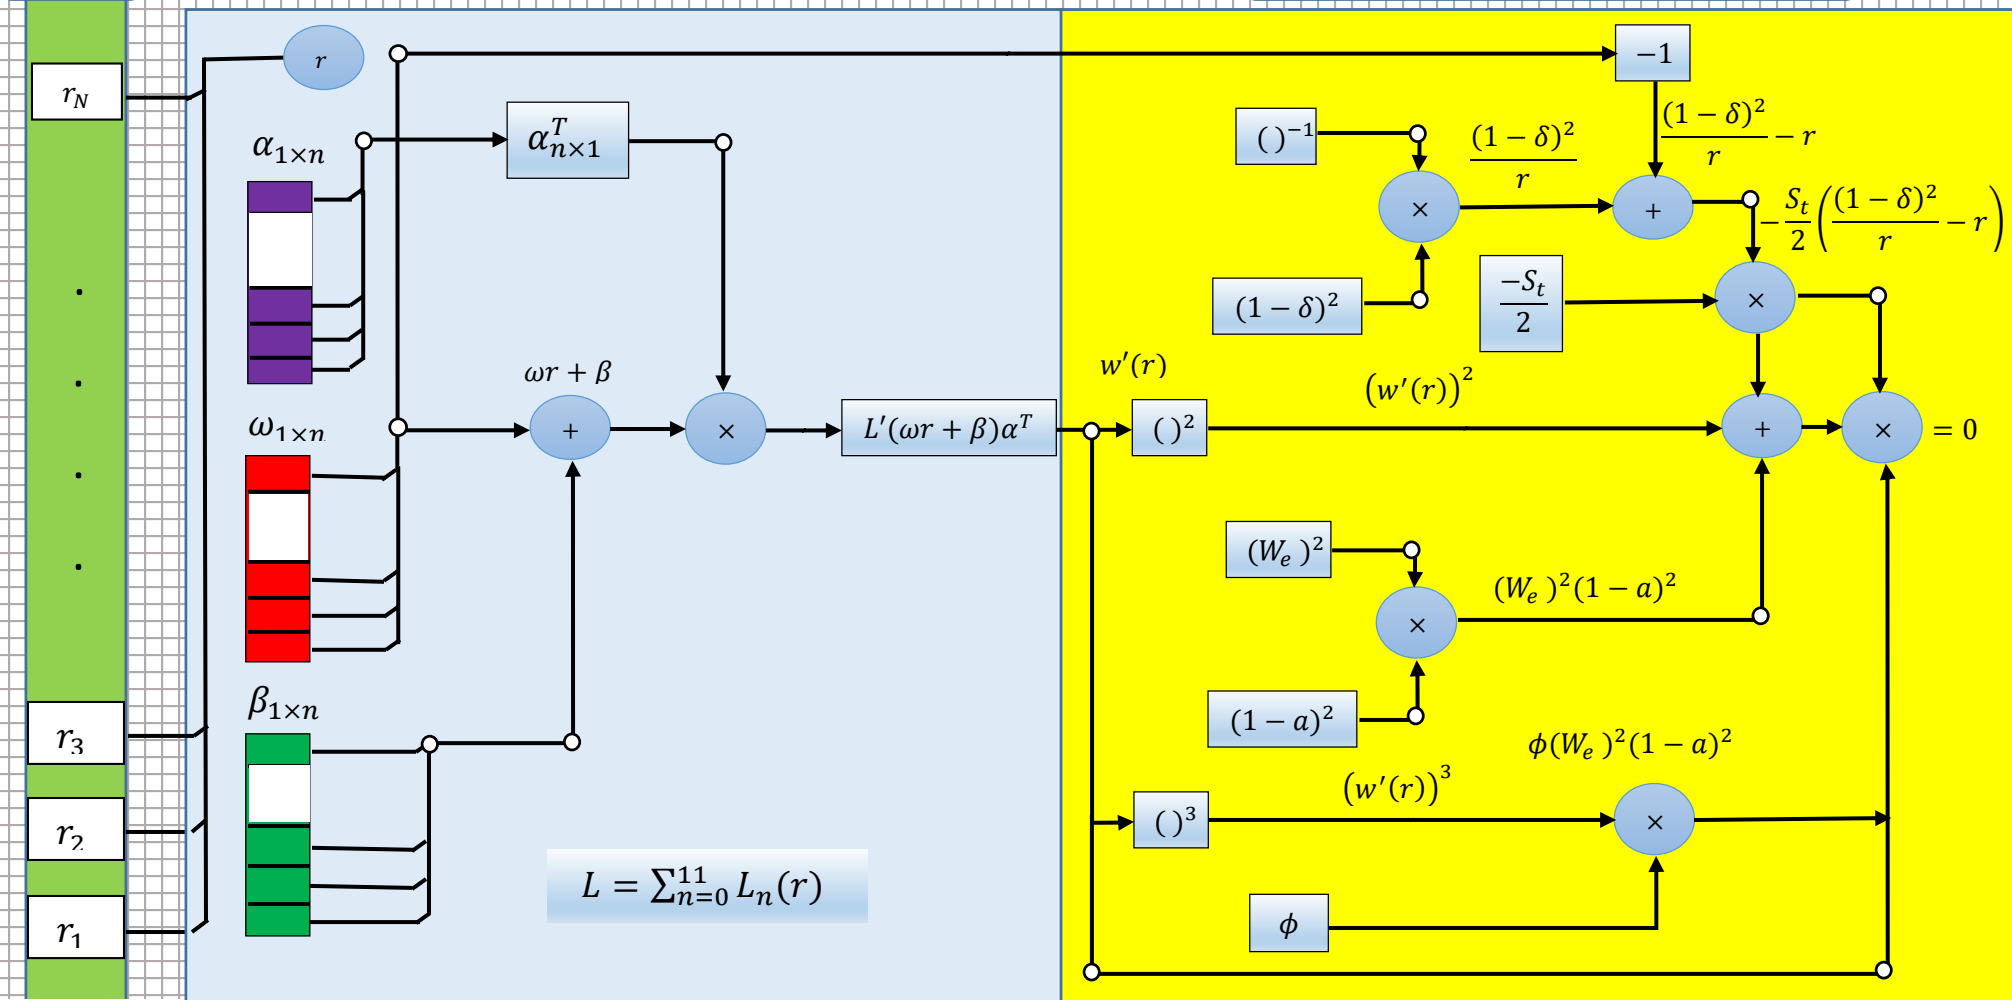 r_N
r_3
r_2
r_1
r
α_{1×n}
α^T_{n×1}
ω_{1×n}
β_{1×n}
ωr + β
+
×
L′(ωr + β)α^T
L = ∑_{n=0}^{11} L_n(r)
−1
( )^{−1}
(1 − δ)^2 / r
(1 − δ)^2 / r − r
×
+
−S_t/2 ((1 − δ)^2 / r − r)
(1 − δ)^2
−S_t / 2
×
w′(r)
( )^2
(w′(r))^2
+
×
= 0
(W_e )^2
×
(W_e )^2(1 − a)^2
(1 − a)^2
ϕ(W_e )^2(1 − a)^2
( )^3
(w′(r))^3
×
ϕ